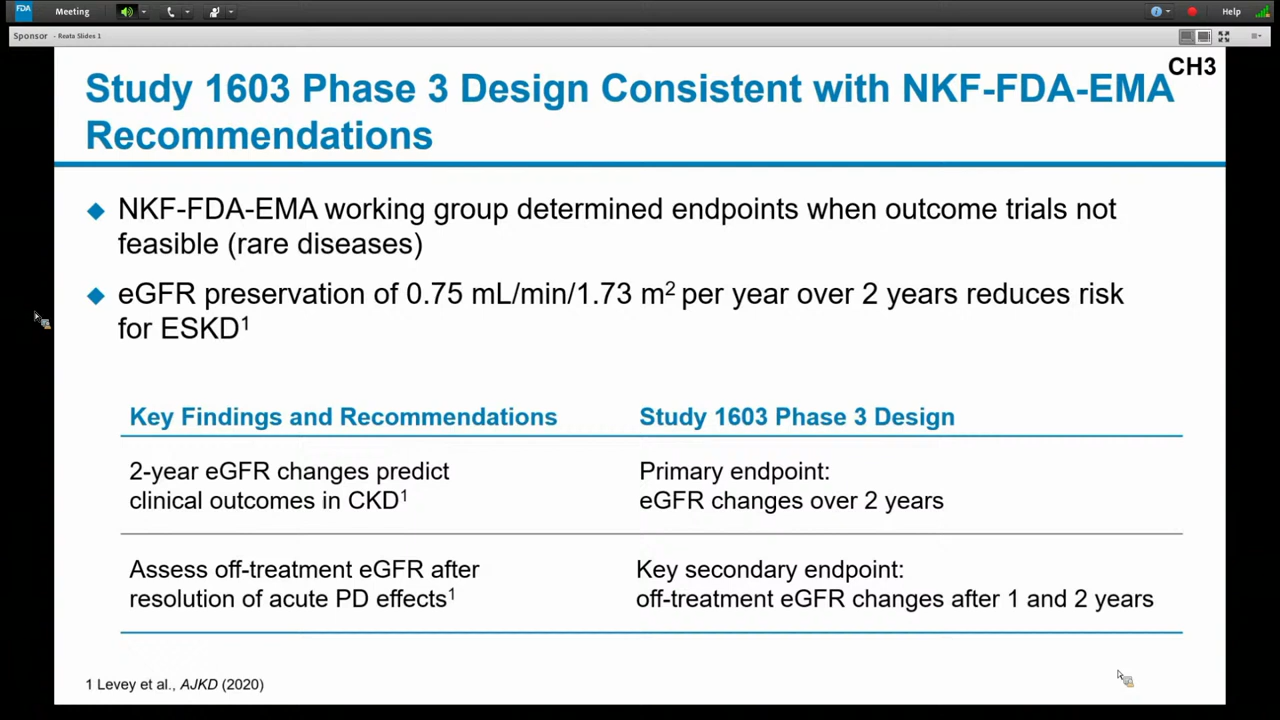 FDA
Meeting
Help
Sponsor - Reata Slides 1
CH3
Study 1603 Phase 3 Design Consistent with NKF-FDA-EMA
Recommendations
NKF-FDA-EMA working group determined endpoints when outcome trials not
feasible (rare diseases)
eGFR preservation of 0.75 mL/min/1.73 m² per year over 2 years reduces risk
for ESKD¹
Key Findings and Recommendations
Study 1603 Phase 3 Design
2-year eGFR changes predict
clinical outcomes in CKD¹
Primary endpoint:
eGFR changes over 2 years
Assess off-treatment eGFR after
resolution of acute PD effects¹
Key secondary endpoint:
off-treatment eGFR changes after 1 and 2 years
1 Levey et al., AJKD (2020)